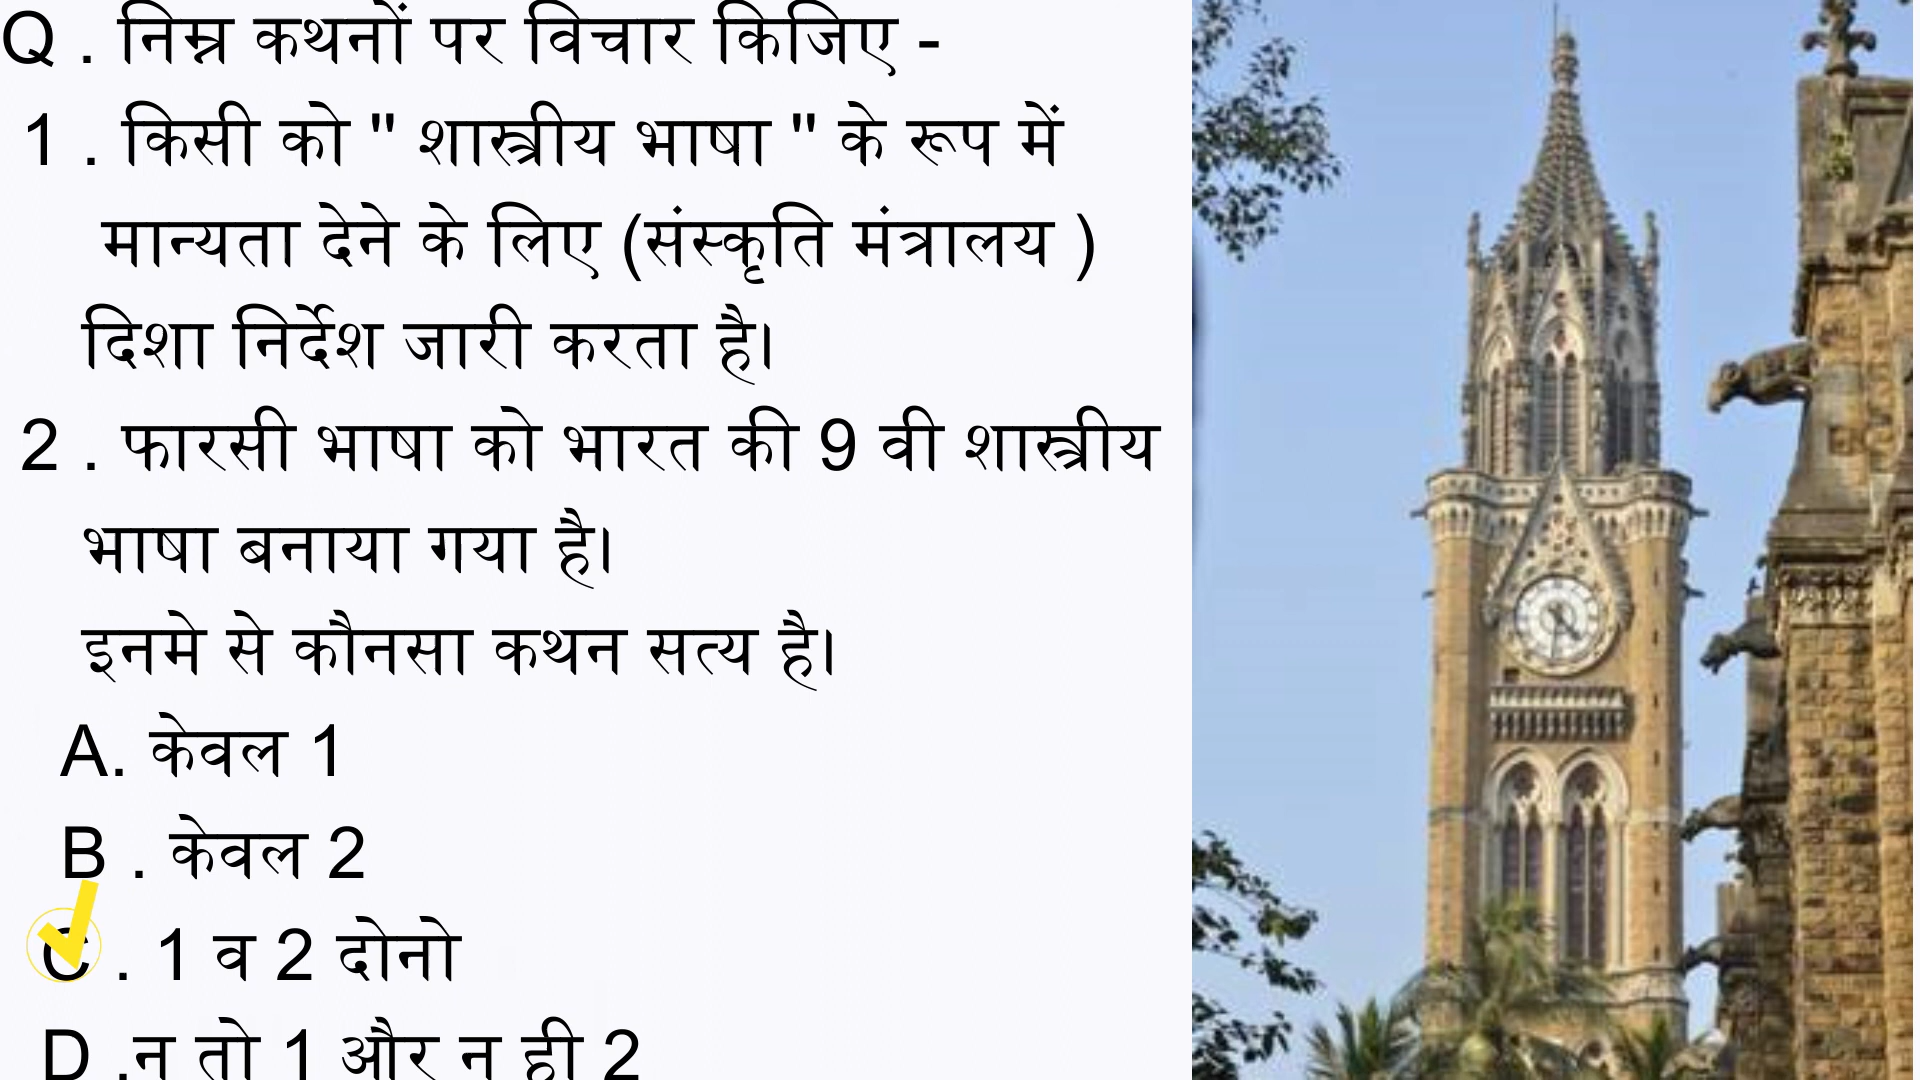 Q . निम्न कथनों पर विचार किजिए -
1 . किसी को " शास्त्रीय भाषा " के रूप में
मान्यता देने के लिए (संस्कृति मंत्रालय )
दिशा निर्देश जारी करता है।
2 . फारसी भाषा को भारत की 9 वी शास्त्रीय
भाषा बनाया गया है।
इनमे से कौनसा कथन सत्य है।
A. केवल 1
B . केवल 2
C . 1 व 2 दोनो
D .न तो 1 और न ही 2